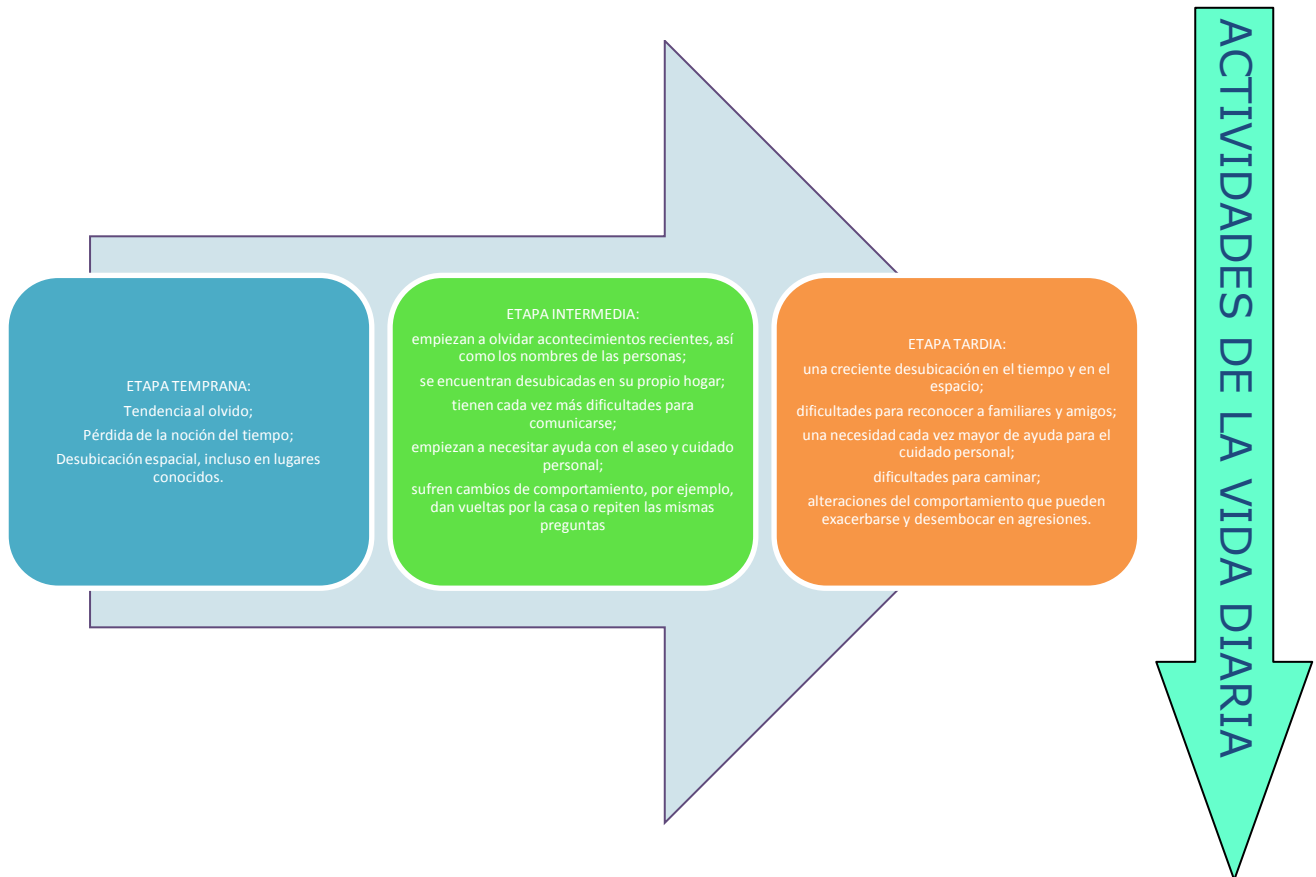 ETAPA TEMPRANA:
Tendencia al olvido;
Pérdida de la noción del tiempo;
Desubicación espacial, incluso en lugares
conocidos.
ETAPA INTERMEDIA:
empiezan a olvidar acontecimientos recientes, así
como los nombres de las personas;
se encuentran desubicadas en su propio hogar;
tienen cada vez más dificultades para
comunicarse;
empiezan a necesitar ayuda con el aseo y cuidado
personal;
sufren cambios de comportamiento, por ejemplo,
dan vueltas por la casa o repiten las mismas
preguntas
ETAPA TARDIA:
una creciente desubicación en el tiempo y en el
espacio;
dificultades para reconocer a familiares y amigos;
una necesidad cada vez mayor de ayuda para el
cuidado personal;
dificultades para caminar;
alteraciones del comportamiento que pueden
exacerbarse y desembocar en agresiones.
ACTIVIDADES DE LA VIDA DIARIA